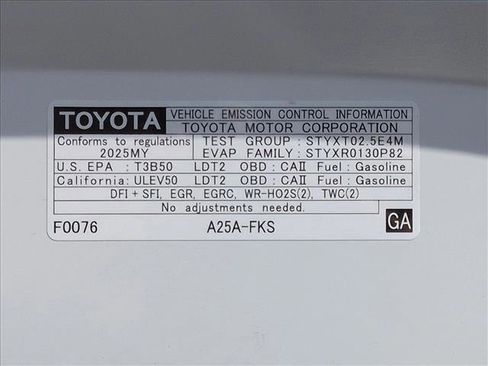 TOYOTA VEHICLE EMISSION CONTROL INFORMATION
TOYOTA MOTOR CORPORATION
Conforms to regulations TEST GROUP : STYXT02.5E4M
2025MY EVAP FAMILY : STYXR0130P82
U.S. EPA : T3B50 LDT2 OBD : CAII Fuel : Gasoline
California: ULEV50 LDT2 OBD : CAII Fuel : Gasoline
DFI + SFI, EGR, EGRC, WR-HO2S(2), TWC(2)
No adjustments needed.
F0076 A25A-FKS GA